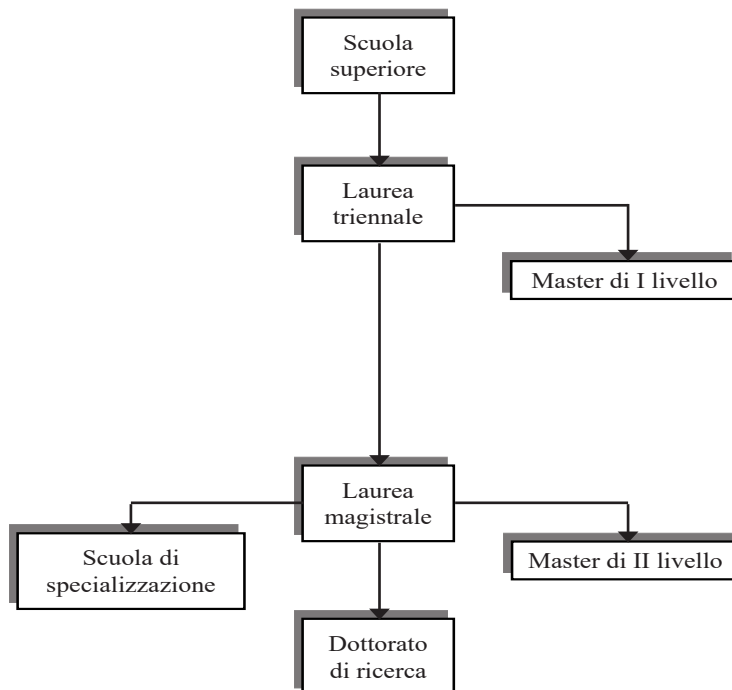 Scuola
superiore
Laurea
triennale
Master di I livello
Laurea
magistrale
Scuola di
specializzazione
Master di II livello
Dottorato
di ricerca